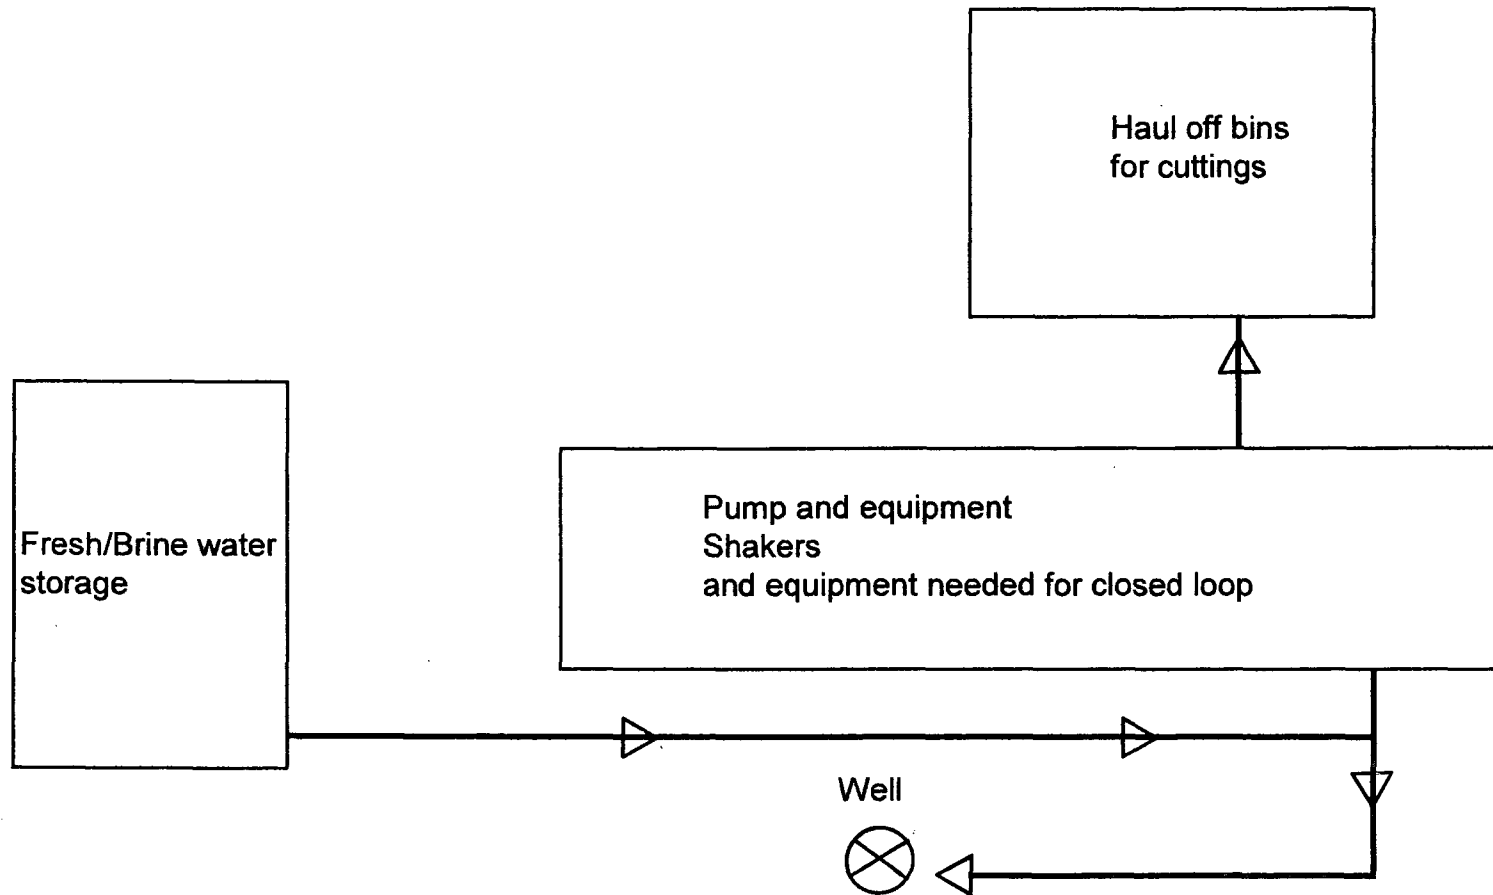 Haul off bins
for cuttings
Fresh/Brine water
storage
Pump and equipment
Shakers
and equipment needed for closed loop
Well